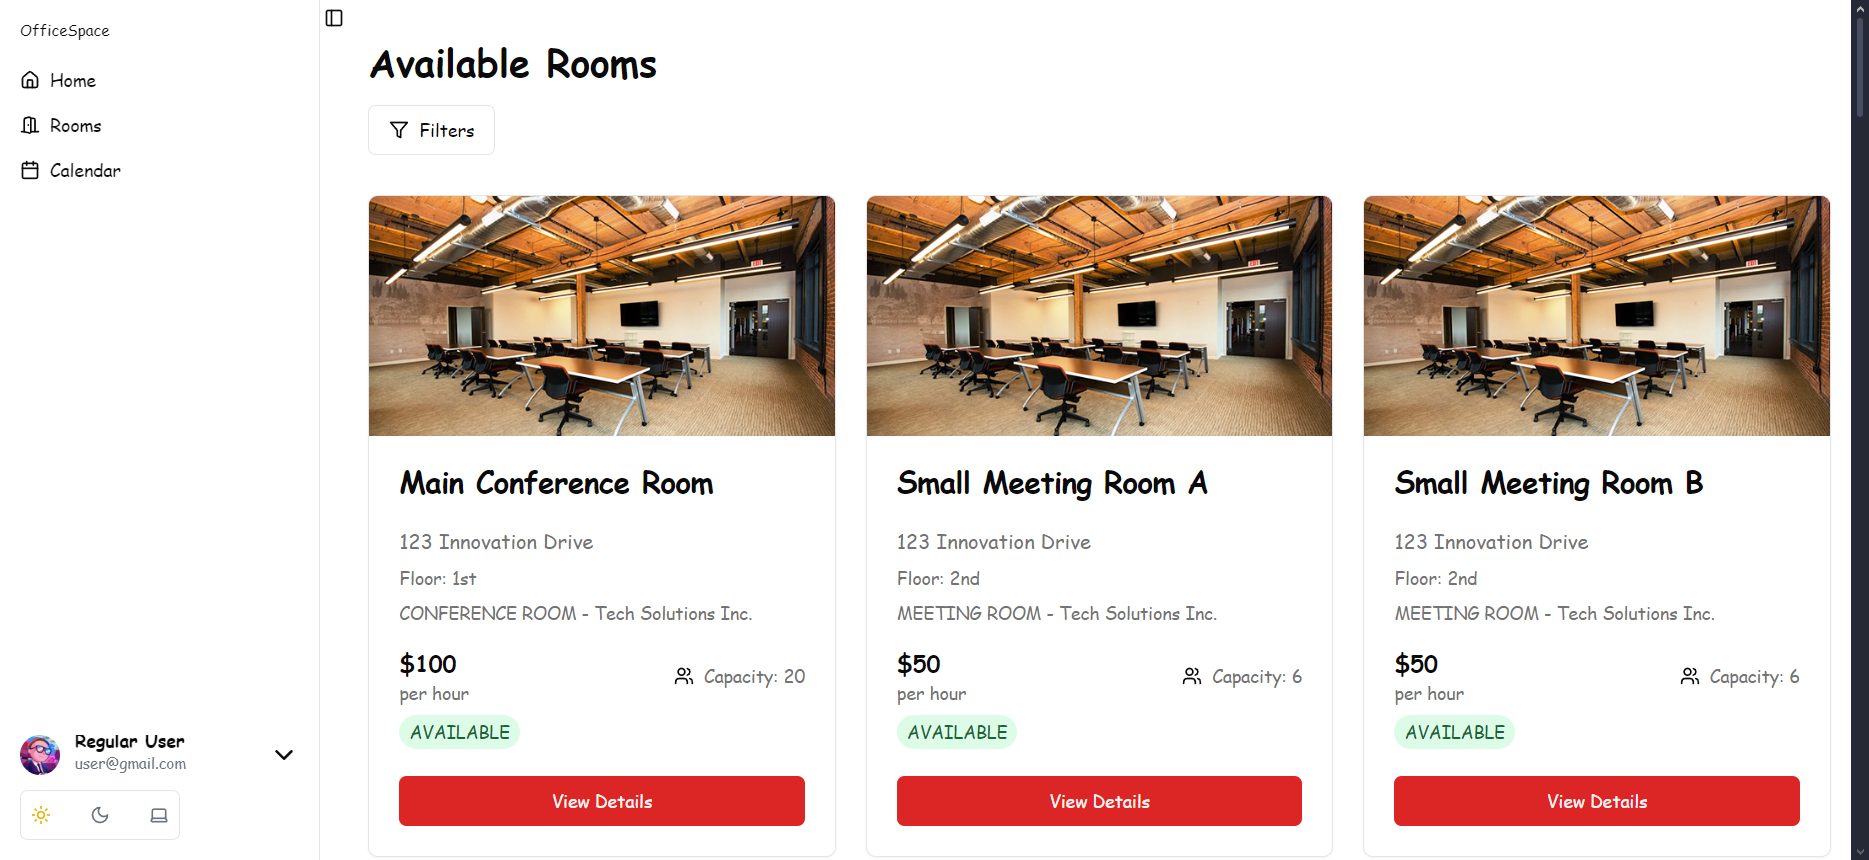 OfficeSpace
Home
Rooms
Calendar
Regular User
user@gmail.com
Available Rooms
Filters
Main Conference Room
123 Innovation Drive
Floor: 1st
CONFERENCE ROOM - Tech Solutions Inc.
$100
per hour
Capacity: 20
AVAILABLE
View Details
Small Meeting Room A
123 Innovation Drive
Floor: 2nd
MEETING ROOM - Tech Solutions Inc.
$50
per hour
Capacity: 6
AVAILABLE
View Details
Small Meeting Room B
123 Innovation Drive
Floor: 2nd
MEETING ROOM - Tech Solutions Inc.
$50
per hour
Capacity: 6
AVAILABLE
View Details